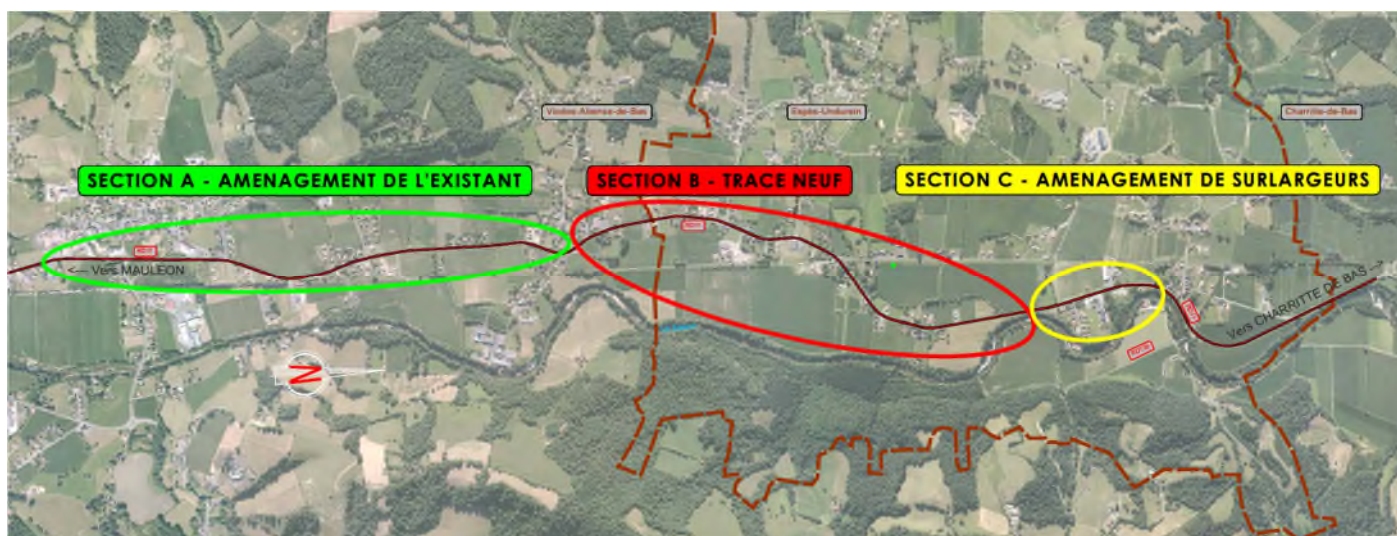 Viodos-Abense-de-Bas
Espès-Undurein
Charritte-de-Bas
SECTION A - AMENAGEMENT DE L'EXISTANT
SECTION B - TRACE NEUF
SECTION C - AMENAGEMENT DE SURLARGEURS
<--- Vers MAULEON
Vers CHARRITTE DE BAS -->
N